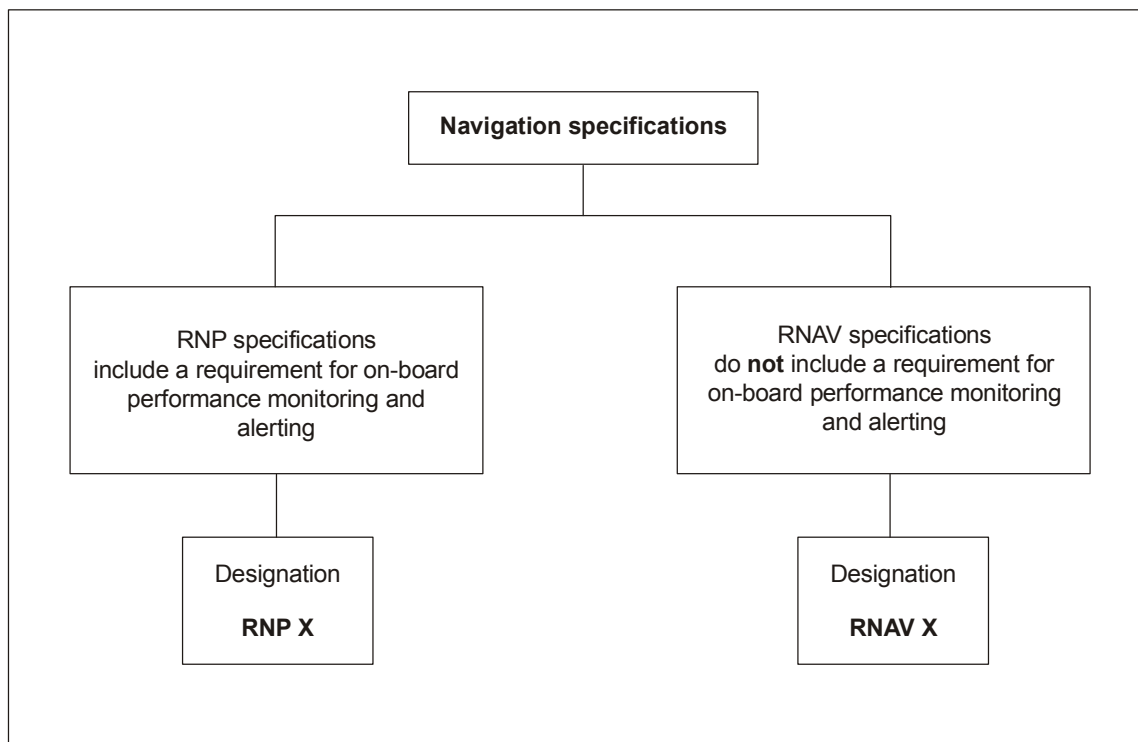 Navigation specifications
RNP specifications
include a requirement for on-board
performance monitoring and
alerting
RNAV specifications
do not include a requirement for
on-board performance monitoring
and alerting
Designation
RNP X
Designation
RNAV X